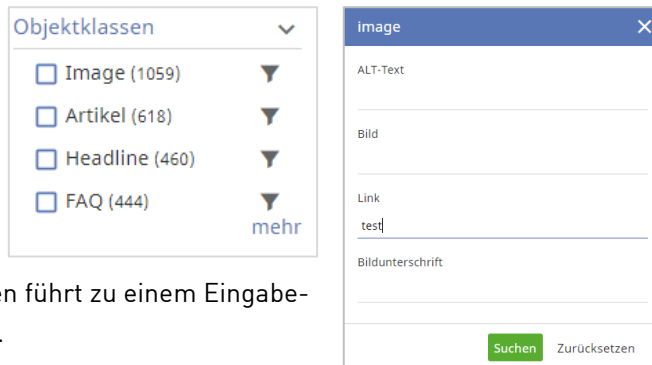 Objektklassen
Image (1059)
Artikel (618)
Headline (460)
FAQ (444)
mehr
en führt zu einem Eingabe-
.
image
ALT-Text
Bild
Link
test
Bildunterschrift
Suchen Zurücksetzen